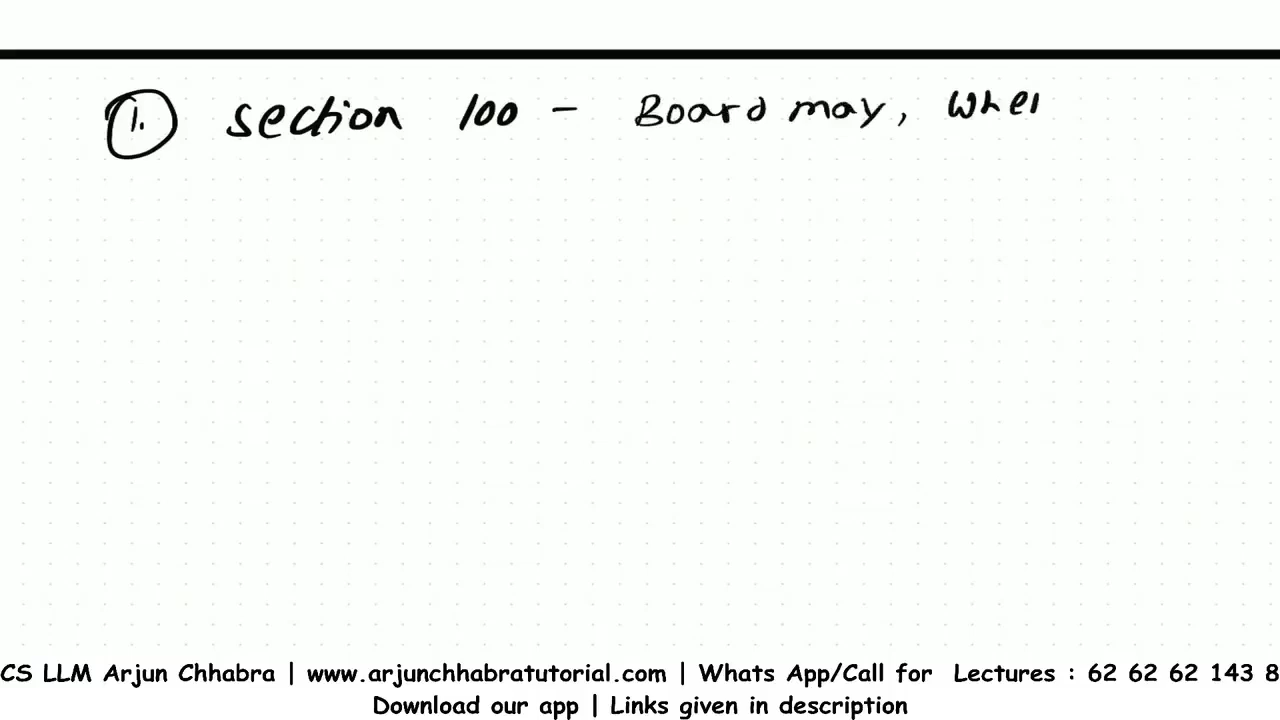 1. section 100 - Board may, when
CS LLM Arjun Chhabra | www.arjunchhabratutorial.com | Whats App/Call for Lectures : 62 62 62 143 8
Download our app | Links given in description